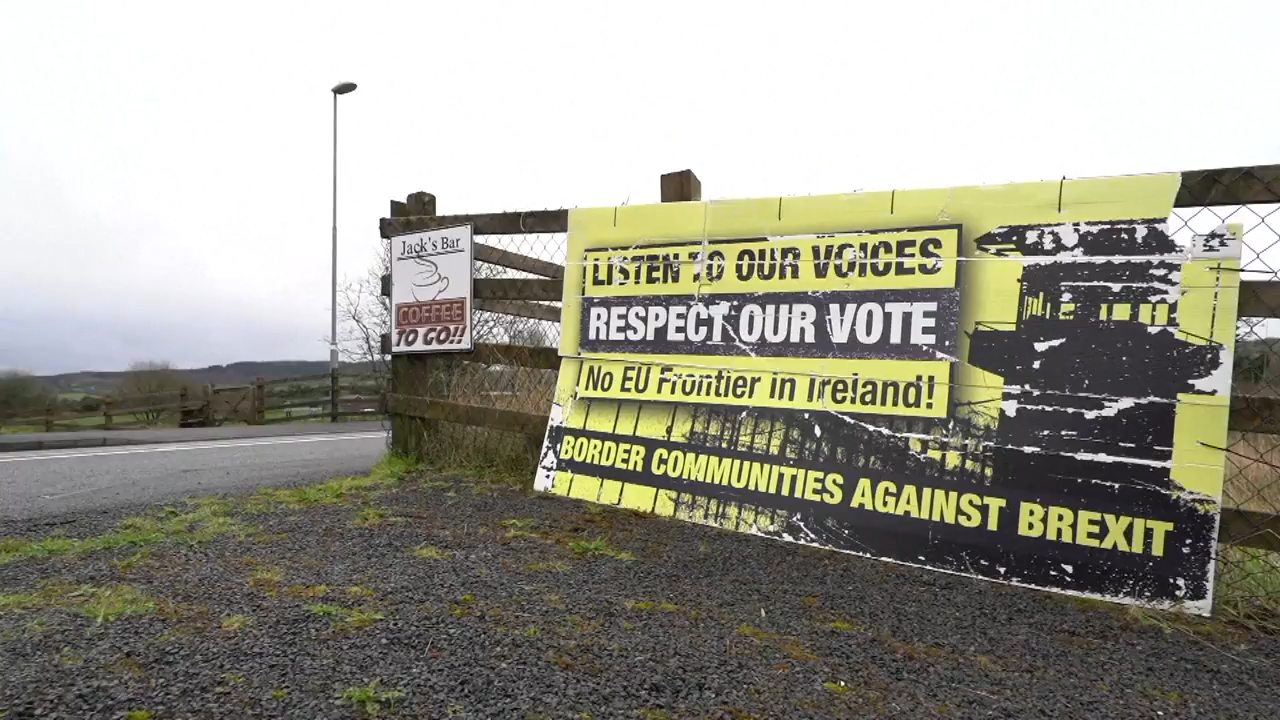 Jack's Bar
COFFEE
TO GO!!
LISTEN TO OUR VOICES
RESPECT OUR VOTE
No EU Frontier in Ireland!
BORDER COMMUNITIES AGAINST BREXIT